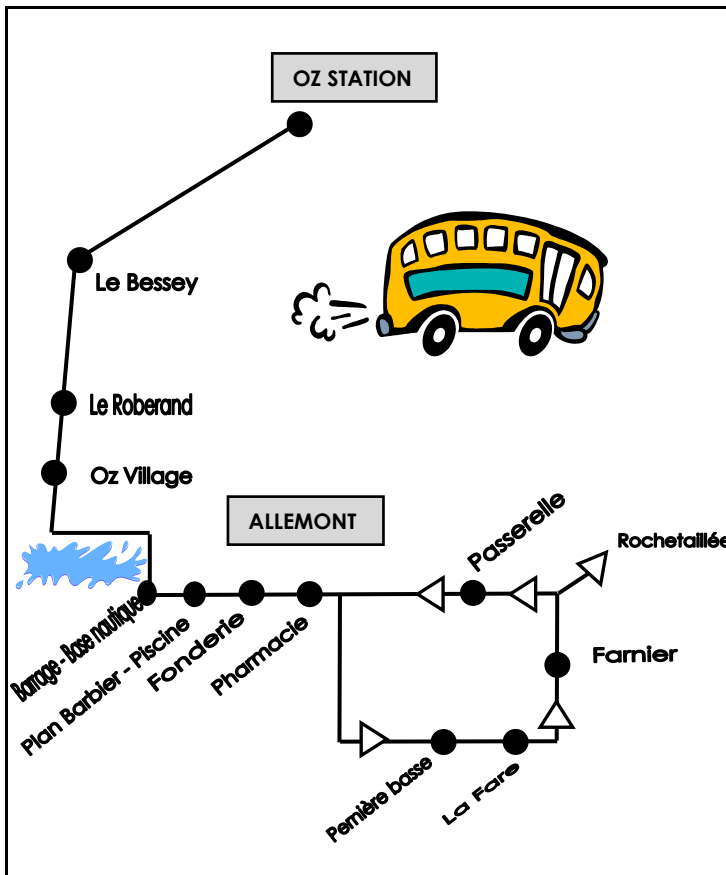 OZ STATION
Le Bessey
Le Roberand
Oz Village
ALLEMONT
Passerelle
Rochetaillée
Barrage - Base nautique
Plan Barbier - Piscine
Fonderie
Pharmacie
Farnier
Perrière basse
La Fare